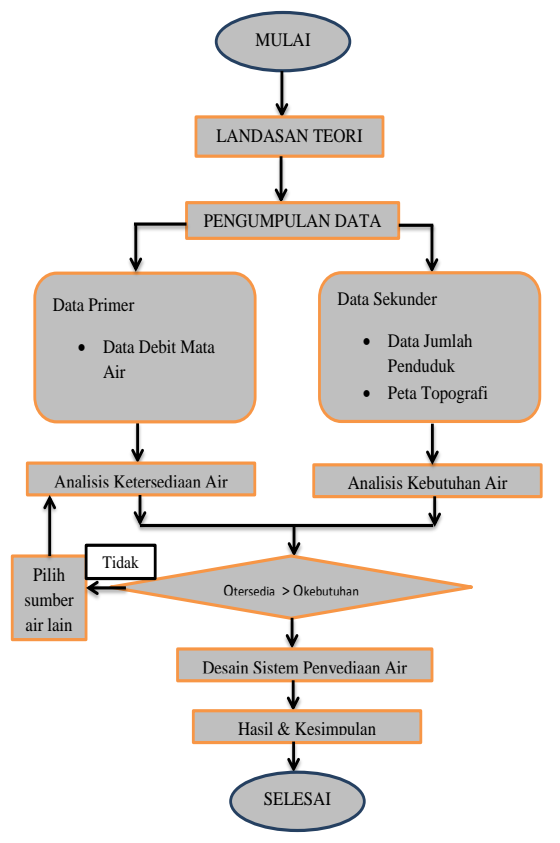 MULAI
LANDASAN TEORI
PENGUMPULAN DATA
Data Primer
• Data Debit Mata
Air
Data Sekunder
• Data Jumlah
Penduduk
• Peta Topografi
Analisis Ketersediaan Air
Analisis Kebutuhan Air
Tidak
Pilih
sumber
air lain
Qtersedia > Qkebutuhan
Desain Sistem Penyediaan Air
Hasil & Kesimpulan
SELESAI